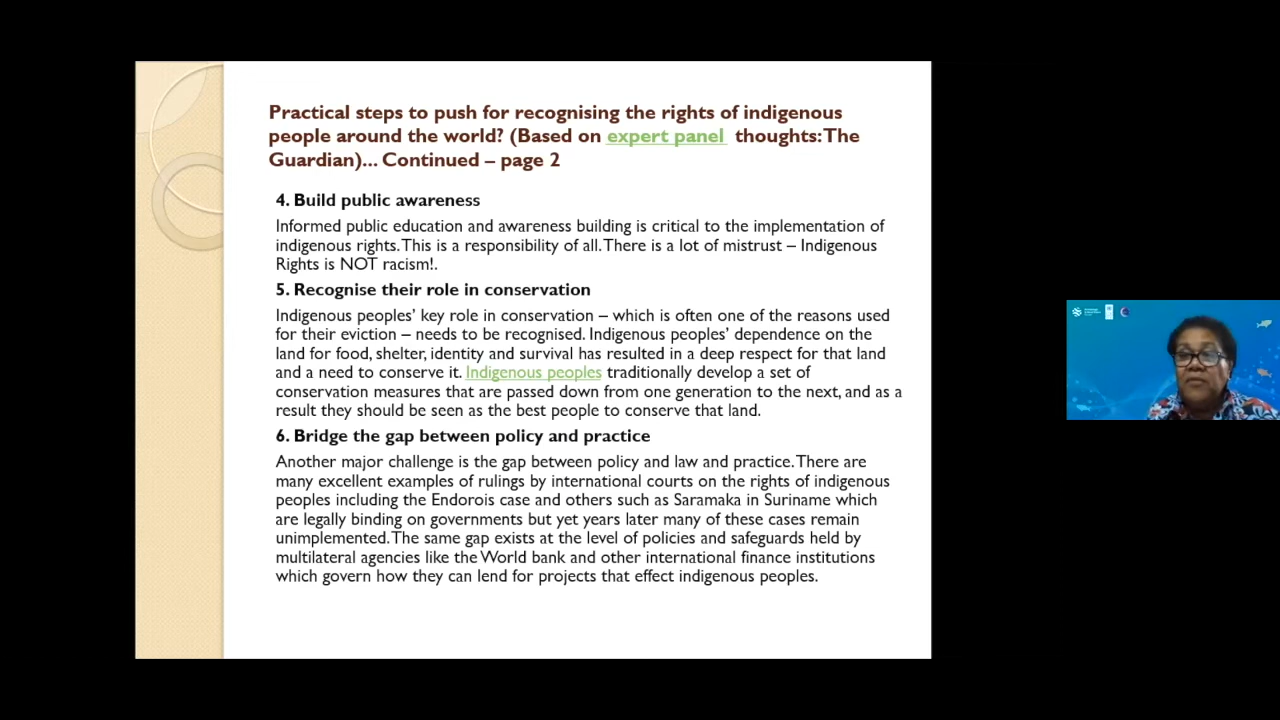 Practical steps to push for recognising the rights of indigenous
people around the world? (Based on expert panel thoughts: The
Guardian)... Continued – page 2
4. Build public awareness
Informed public education and awareness building is critical to the implementation of
indigenous rights. This is a responsibility of all. There is a lot of mistrust – Indigenous
Rights is NOT racism!.
5. Recognise their role in conservation
Indigenous peoples’ key role in conservation – which is often one of the reasons used
for their eviction – needs to be recognised. Indigenous peoples’ dependence on the
land for food, shelter, identity and survival has resulted in a deep respect for that land
and a need to conserve it. Indigenous peoples traditionally develop a set of
conservation measures that are passed down from one generation to the next, and as a
result they should be seen as the best people to conserve that land.
6. Bridge the gap between policy and practice
Another major challenge is the gap between policy and law and practice. There are
many excellent examples of rulings by international courts on the rights of indigenous
peoples including the Endorois case and others such as Saramaka in Suriname which
are legally binding on governments but yet years later many of these cases remain
unimplemented. The same gap exists at the level of policies and safeguards held by
multilateral agencies like the World bank and other international finance institutions
which govern how they can lend for projects that effect indigenous peoples.